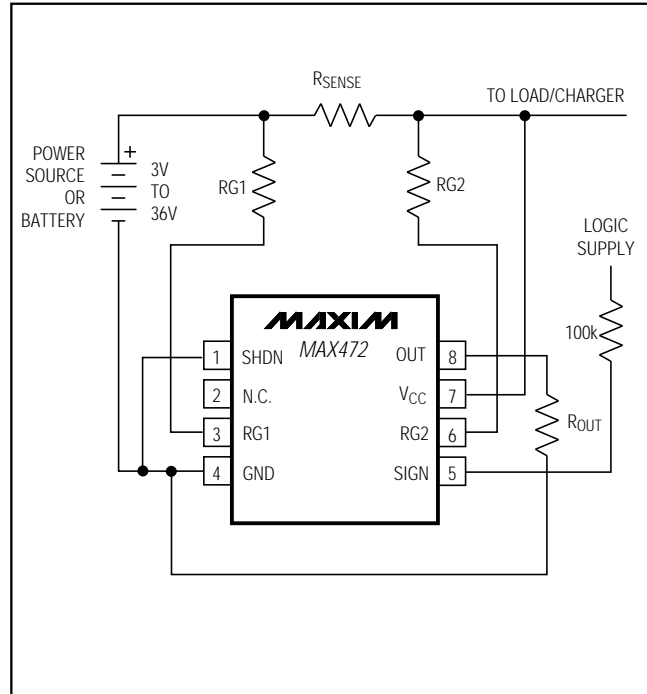 RSENSE
TO LOAD/CHARGER
POWER
SOURCE
OR
BATTERY
+
3V
TO
36V
RG1
RG2
LOGIC
SUPPLY
100k
MAXIM
MAX472
1 SHDN
OUT 8
2 N.C.
VCC 7
3 RG1
RG2 6
4 GND
SIGN 5
ROUT